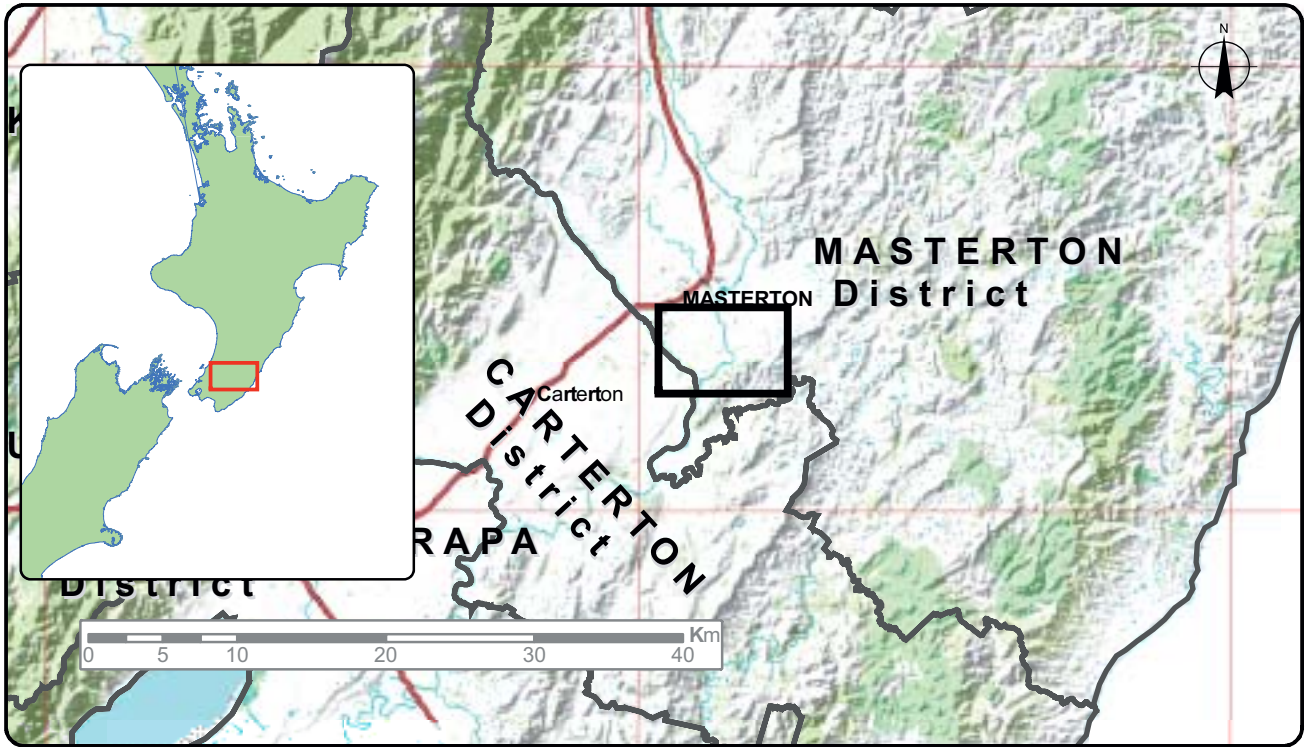 N
K
MASTERTON
District
MASTERTON
Carterton
CARTERTON
District
U
RAPA
District
Km
0 5 10 20 30 40